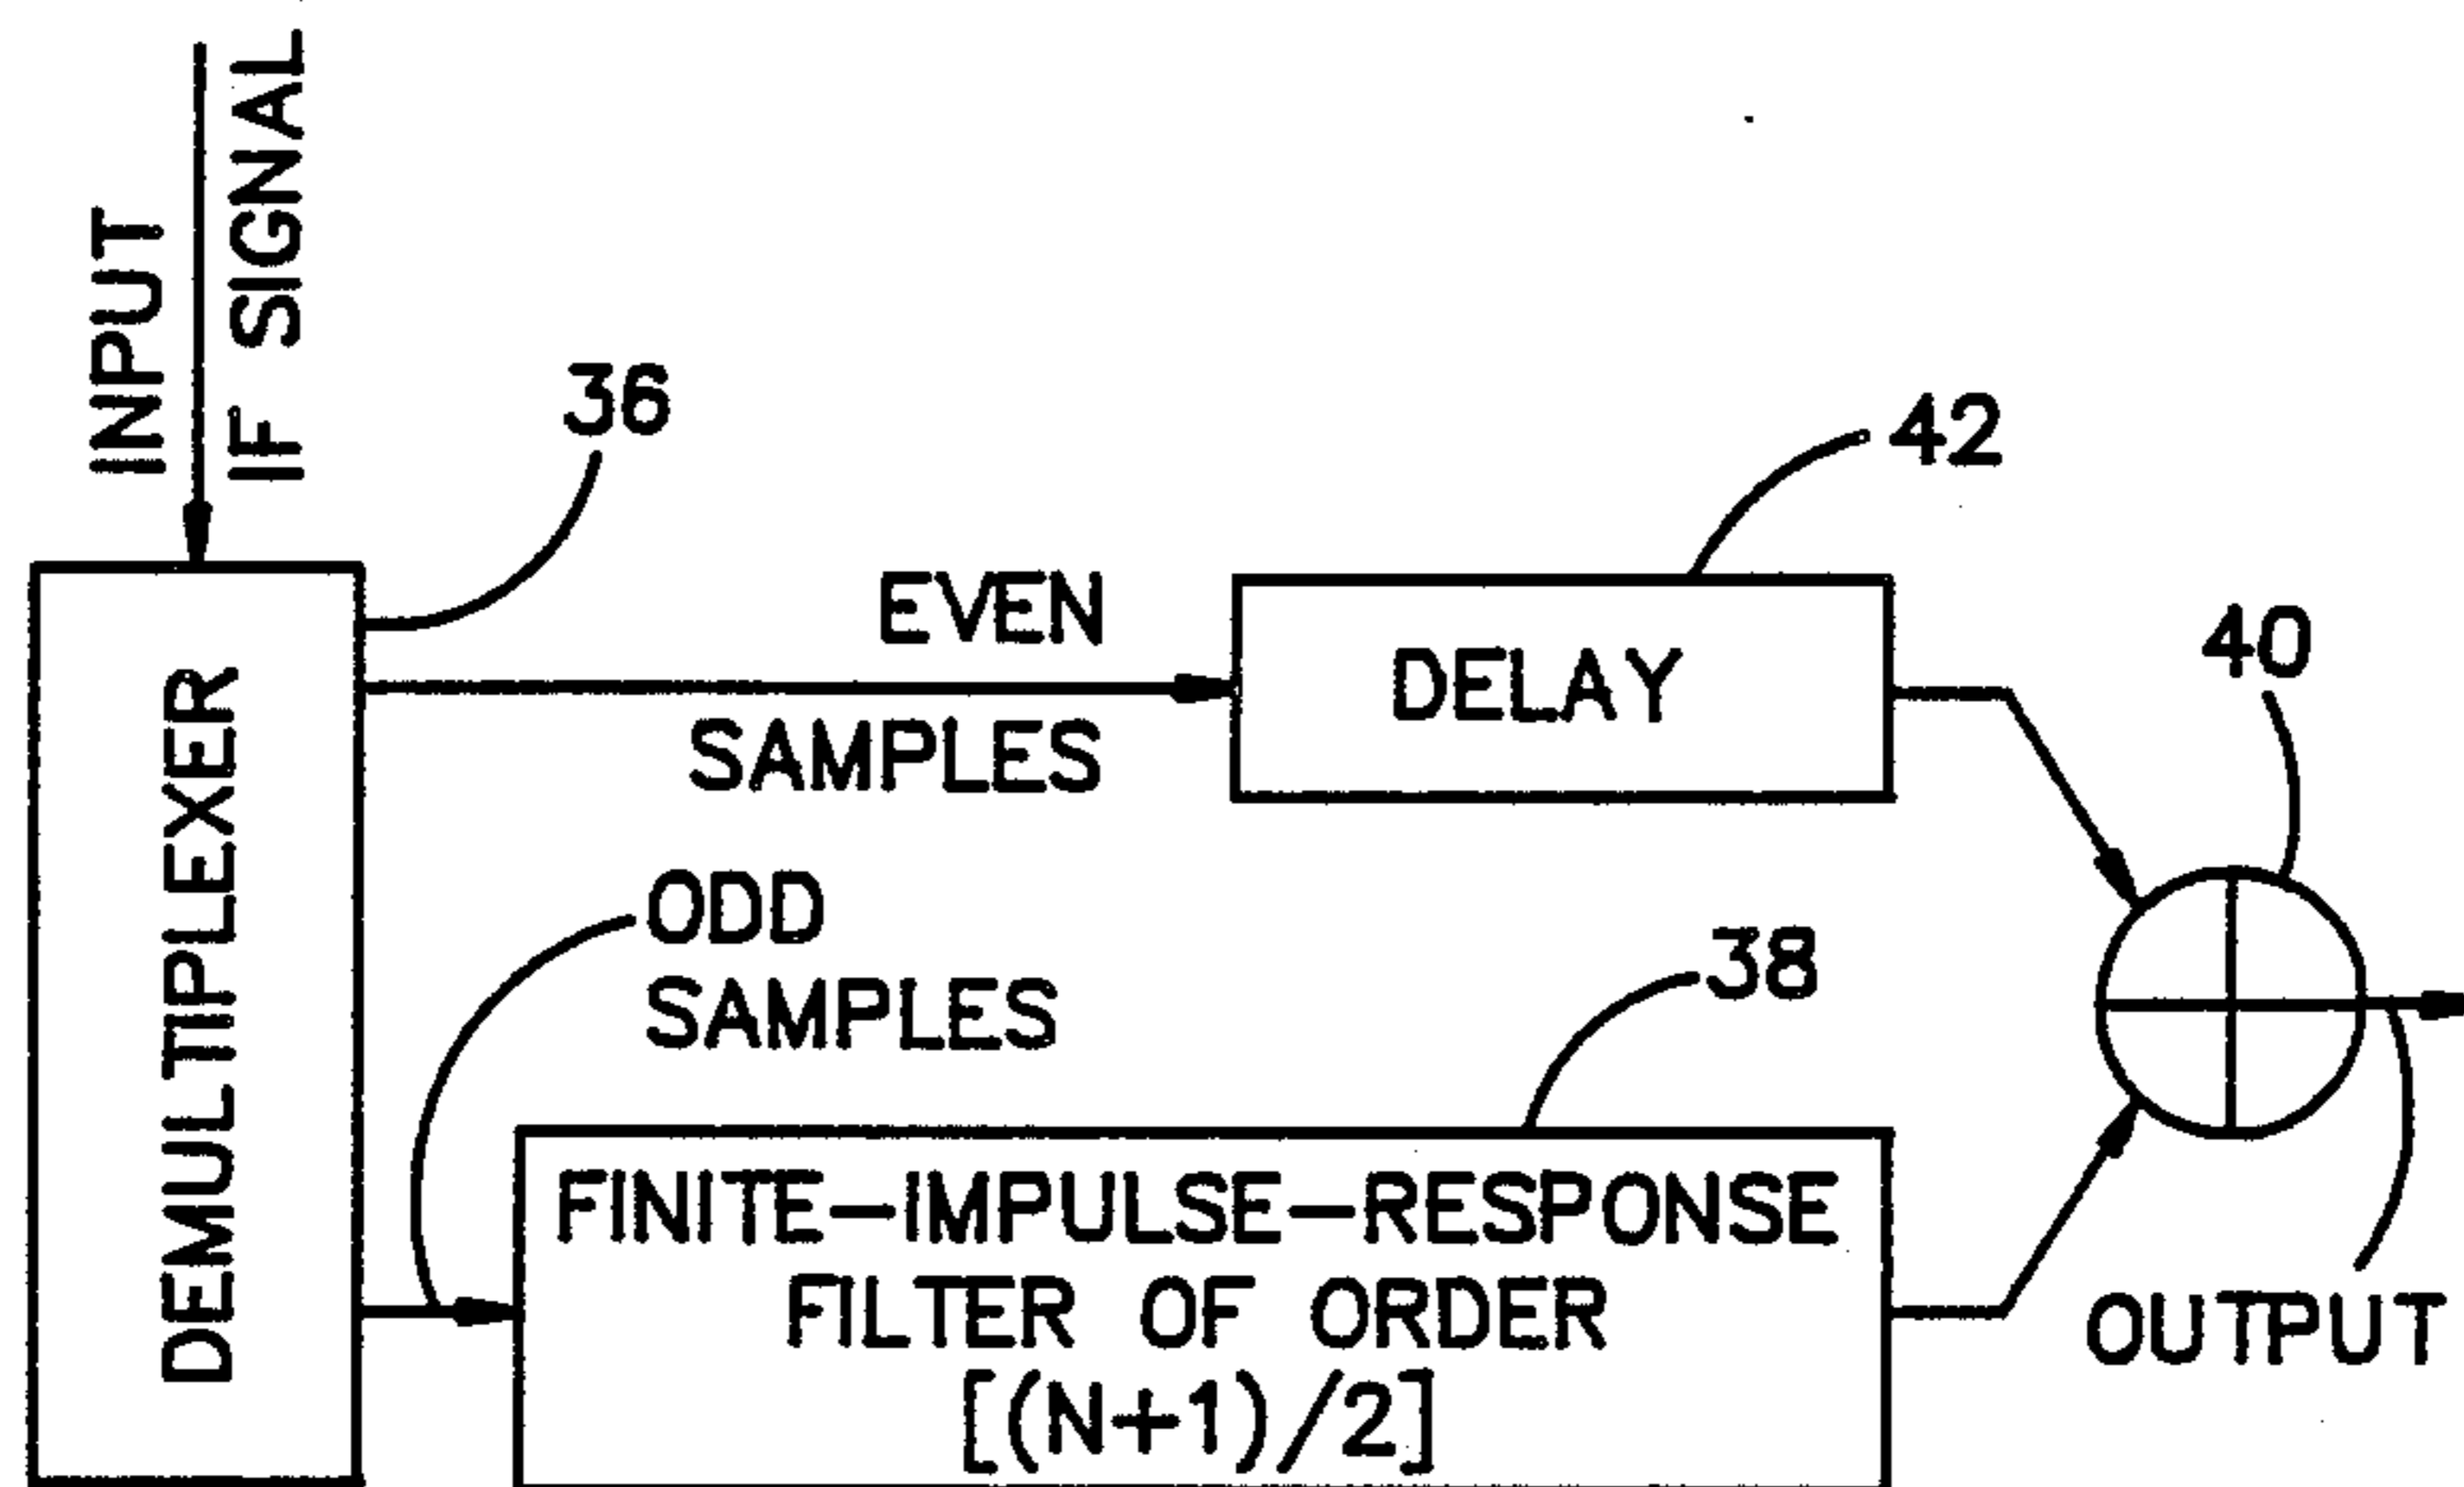 INPUT
IF SIGNAL
36
42
EVEN
SAMPLES
DELAY
40
DEMULTIPLEXER
ODD
SAMPLES
38
FINITE-IMPULSE-RESPONSE
FILTER OF ORDER
[(N+1)/2]
OUTPUT